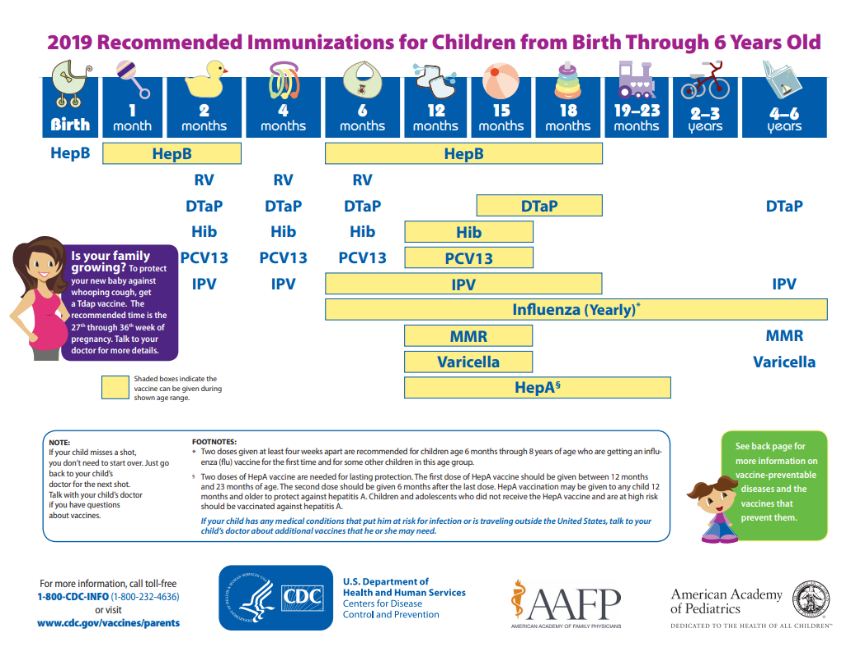 2019 Recommended Immunizations for Children from Birth Through 6 Years Old
Birth
1
month
2
months
4
months
6
months
12
months
15
months
18
months
19–23
months
2–3
years
4–6
years
HepB
HepB
HepB
RV
RV
RV
DTaP
DTaP
DTaP
DTaP
DTaP
Hib
Hib
Hib
Hib
PCV13
PCV13
PCV13
PCV13
IPV
IPV
IPV
IPV
Influenza (Yearly)*
MMR
MMR
Varicella
Varicella
HepA§
Is your family
growing? To protect
your new baby against
whooping cough, get
a Tdap vaccine. The
recommended time is the
27th through 36th week of
pregnancy. Talk to your
doctor for more details.
Shaded boxes indicate the
vaccine can be given during
shown age range.
NOTE:
If your child misses a shot,
you don't need to start over. Just go
back to your child's
doctor for the next shot.
Talk with your child's doctor
if you have questions
about vaccines.
FOOTNOTES:
* Two doses given at least four weeks apart are recommended for children age 6 months through 8 years of age who are getting an influ-
enza (flu) vaccine for the first time and for some other children in this age group.
§ Two doses of HepA vaccine are needed for lasting protection. The first dose of HepA vaccine should be given between 12 months
and 23 months of age. The second dose should be given 6 months after the last dose. HepA vaccination may be given to any child 12
months and older to protect against hepatitis A. Children and adolescents who did not receive the HepA vaccine and are at high risk
should be vaccinated against hepatitis A.
If your child has any medical conditions that put him at risk for infection or is traveling outside the United States, talk to your
child's doctor about additional vaccines that he or she may need.
See back page for
more information on
vaccine-preventable
diseases and the
vaccines that
prevent them.
For more information, call toll-free
1-800-CDC-INFO (1-800-232-4636)
or visit
www.cdc.gov/vaccines/parents
CDC
U.S. Department of
Health and Human Services
Centers for Disease
Control and Prevention
AAFP
AMERICAN ACADEMY OF FAMILY PHYSICIANS
American Academy
of Pediatrics
DEDICATED TO THE HEALTH OF ALL CHILDREN™